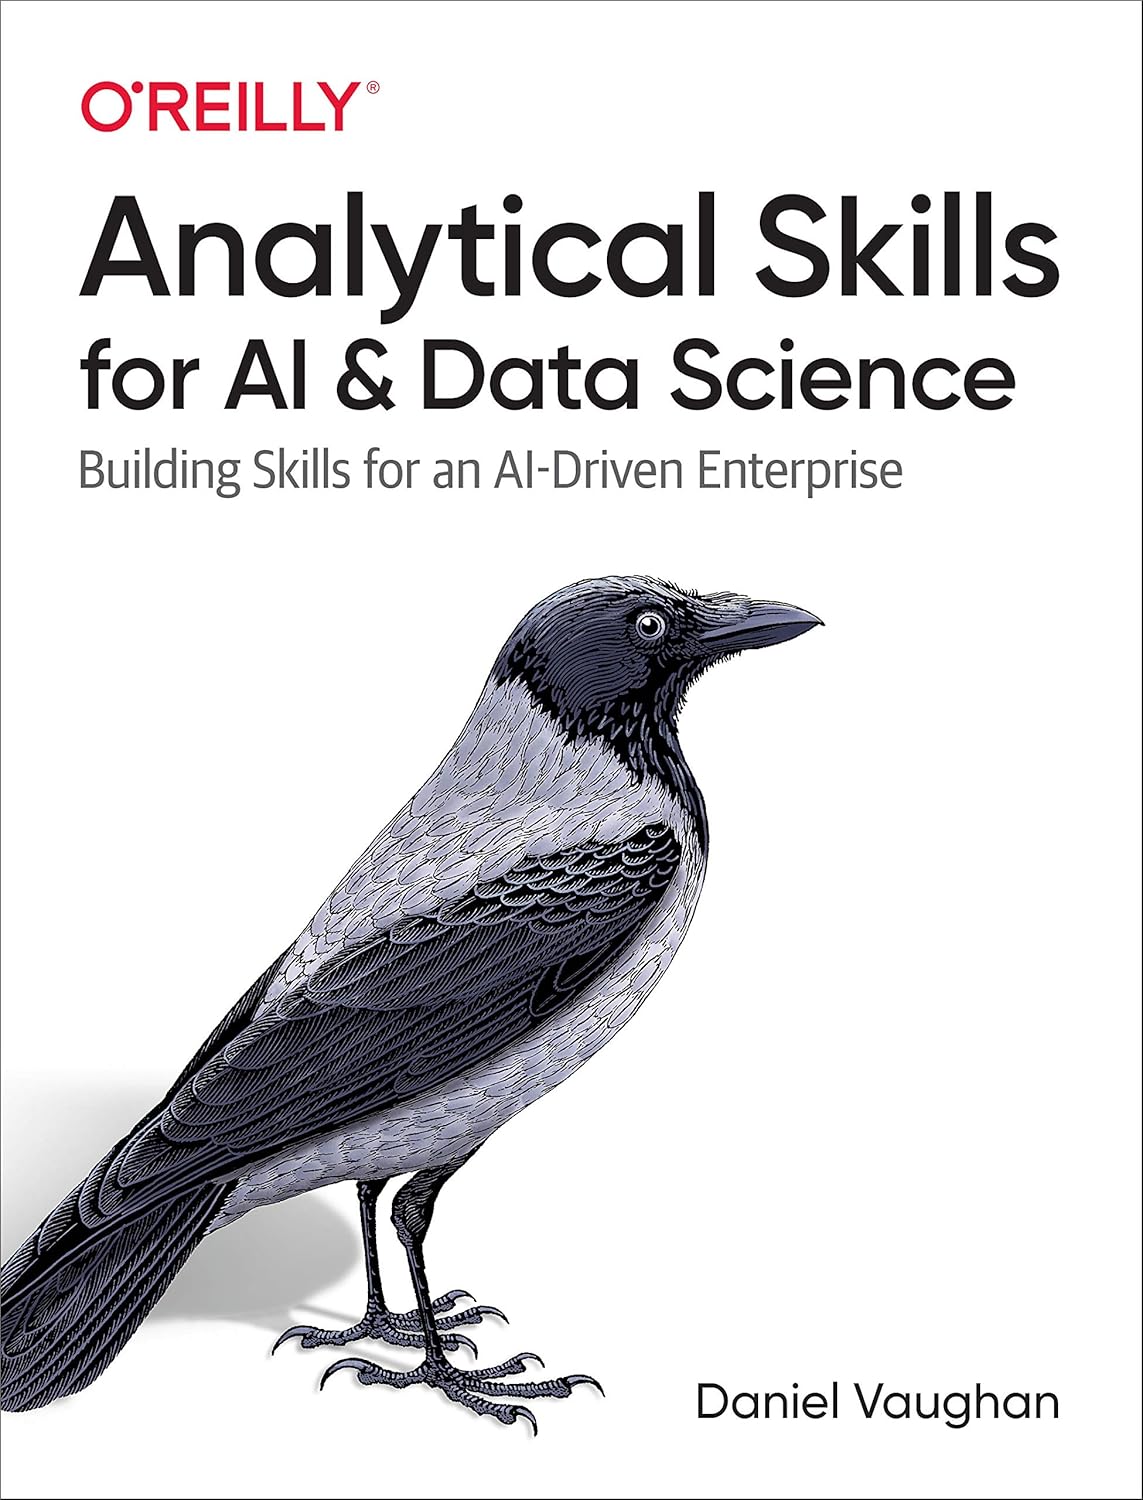 O'REILLY®
Analytical Skills
for AI & Data Science
Building Skills for an AI-Driven Enterprise
Daniel Vaughan